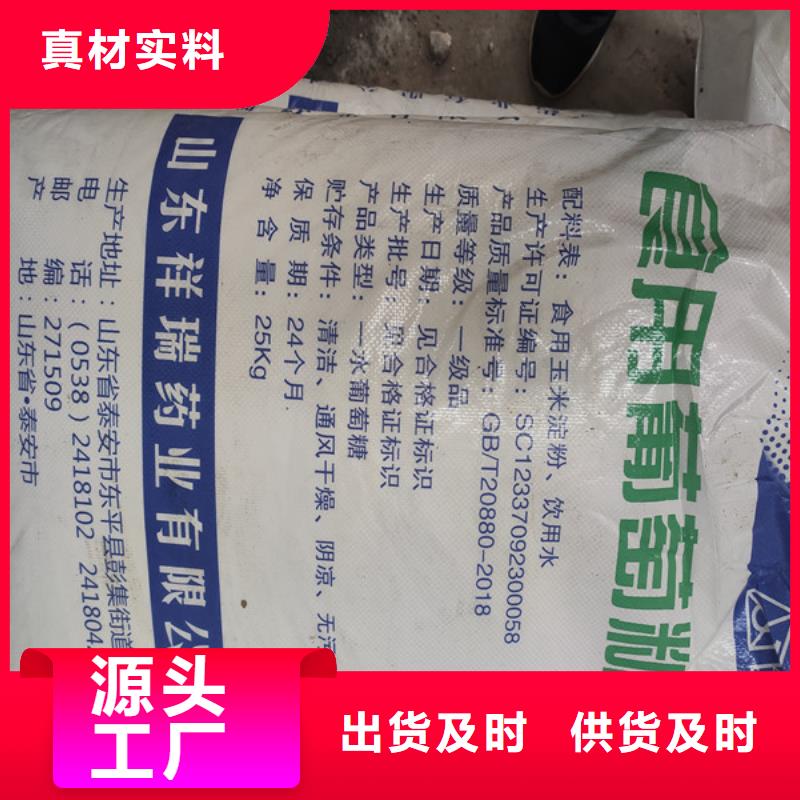 真材实料
食用葡萄糖
配料表：食用玉米淀粉、饮用水
生产许可证编号：SC12337092300058
产品质量标准号：GB/T20880-2018
质量等级：一级品
生产日期：见合格证标识
生产批号：见合格证标识
产品类型：一水葡萄糖
贮存条件：清洁、通风干燥、阴凉、无污
保质期：24个月.
净含量：25Kg
山东祥瑞药业有限公
生产地址：山东省泰安市东平县彭集街道
电话：(0538)2418102 241804
邮编：271509
产地：山东省·泰安市
源头
工厂
出货及时 供货及时